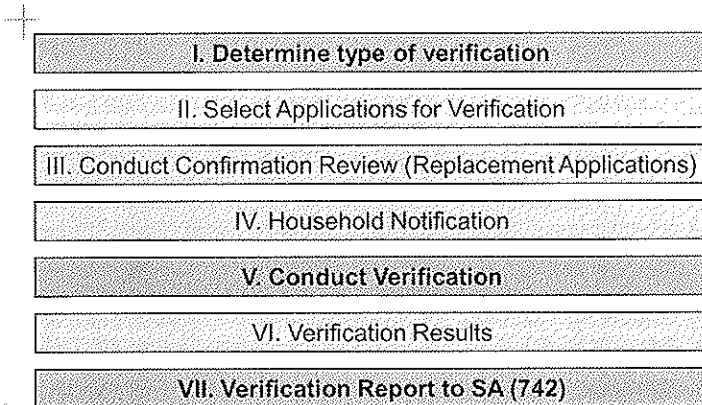 I. Determine type of verification
II. Select Applications for Verification
III. Conduct Confirmation Review (Replacement Applications)
IV. Household Notification
V. Conduct Verification
VI. Verification Results
VII. Verification Report to SA (742)